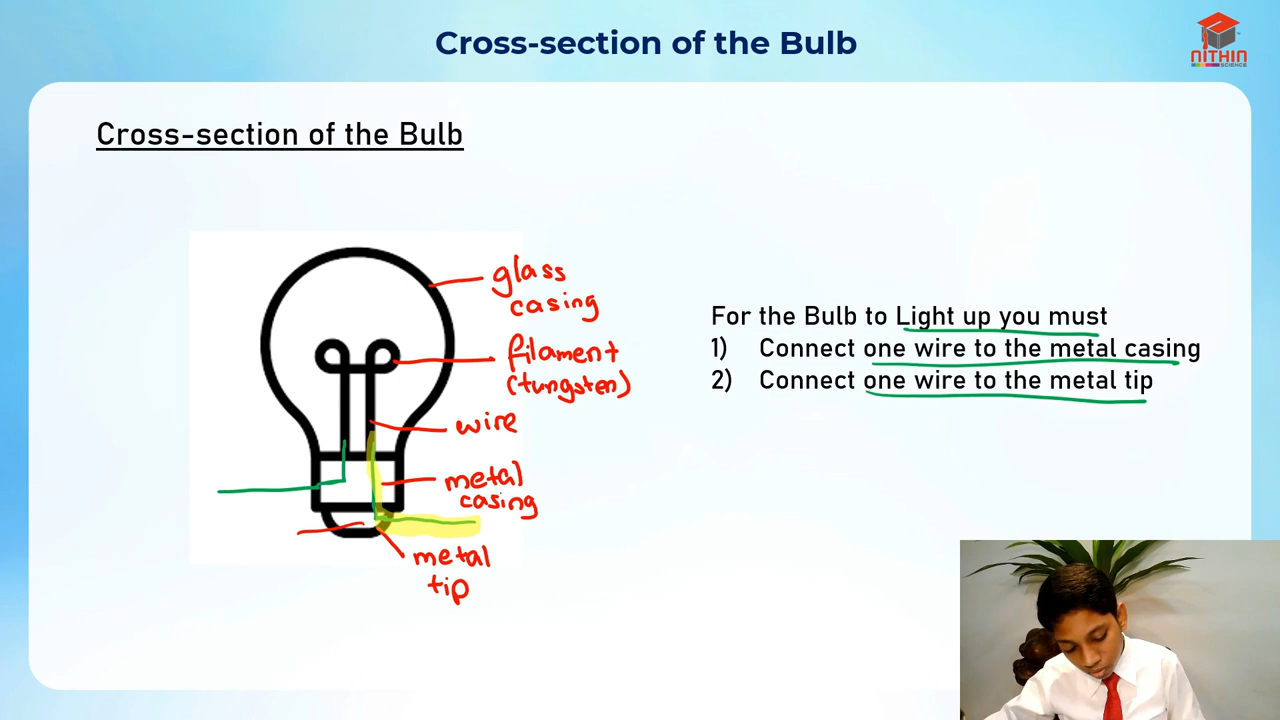 Cross-section of the Bulb
NITHIN
SCIENCE
Cross-section of the Bulb
glass
casing
filament
(tungsten)
wire
metal
casing
metal
tip
For the Bulb to Light up you must
1) Connect one wire to the metal casing
2) Connect one wire to the metal tip